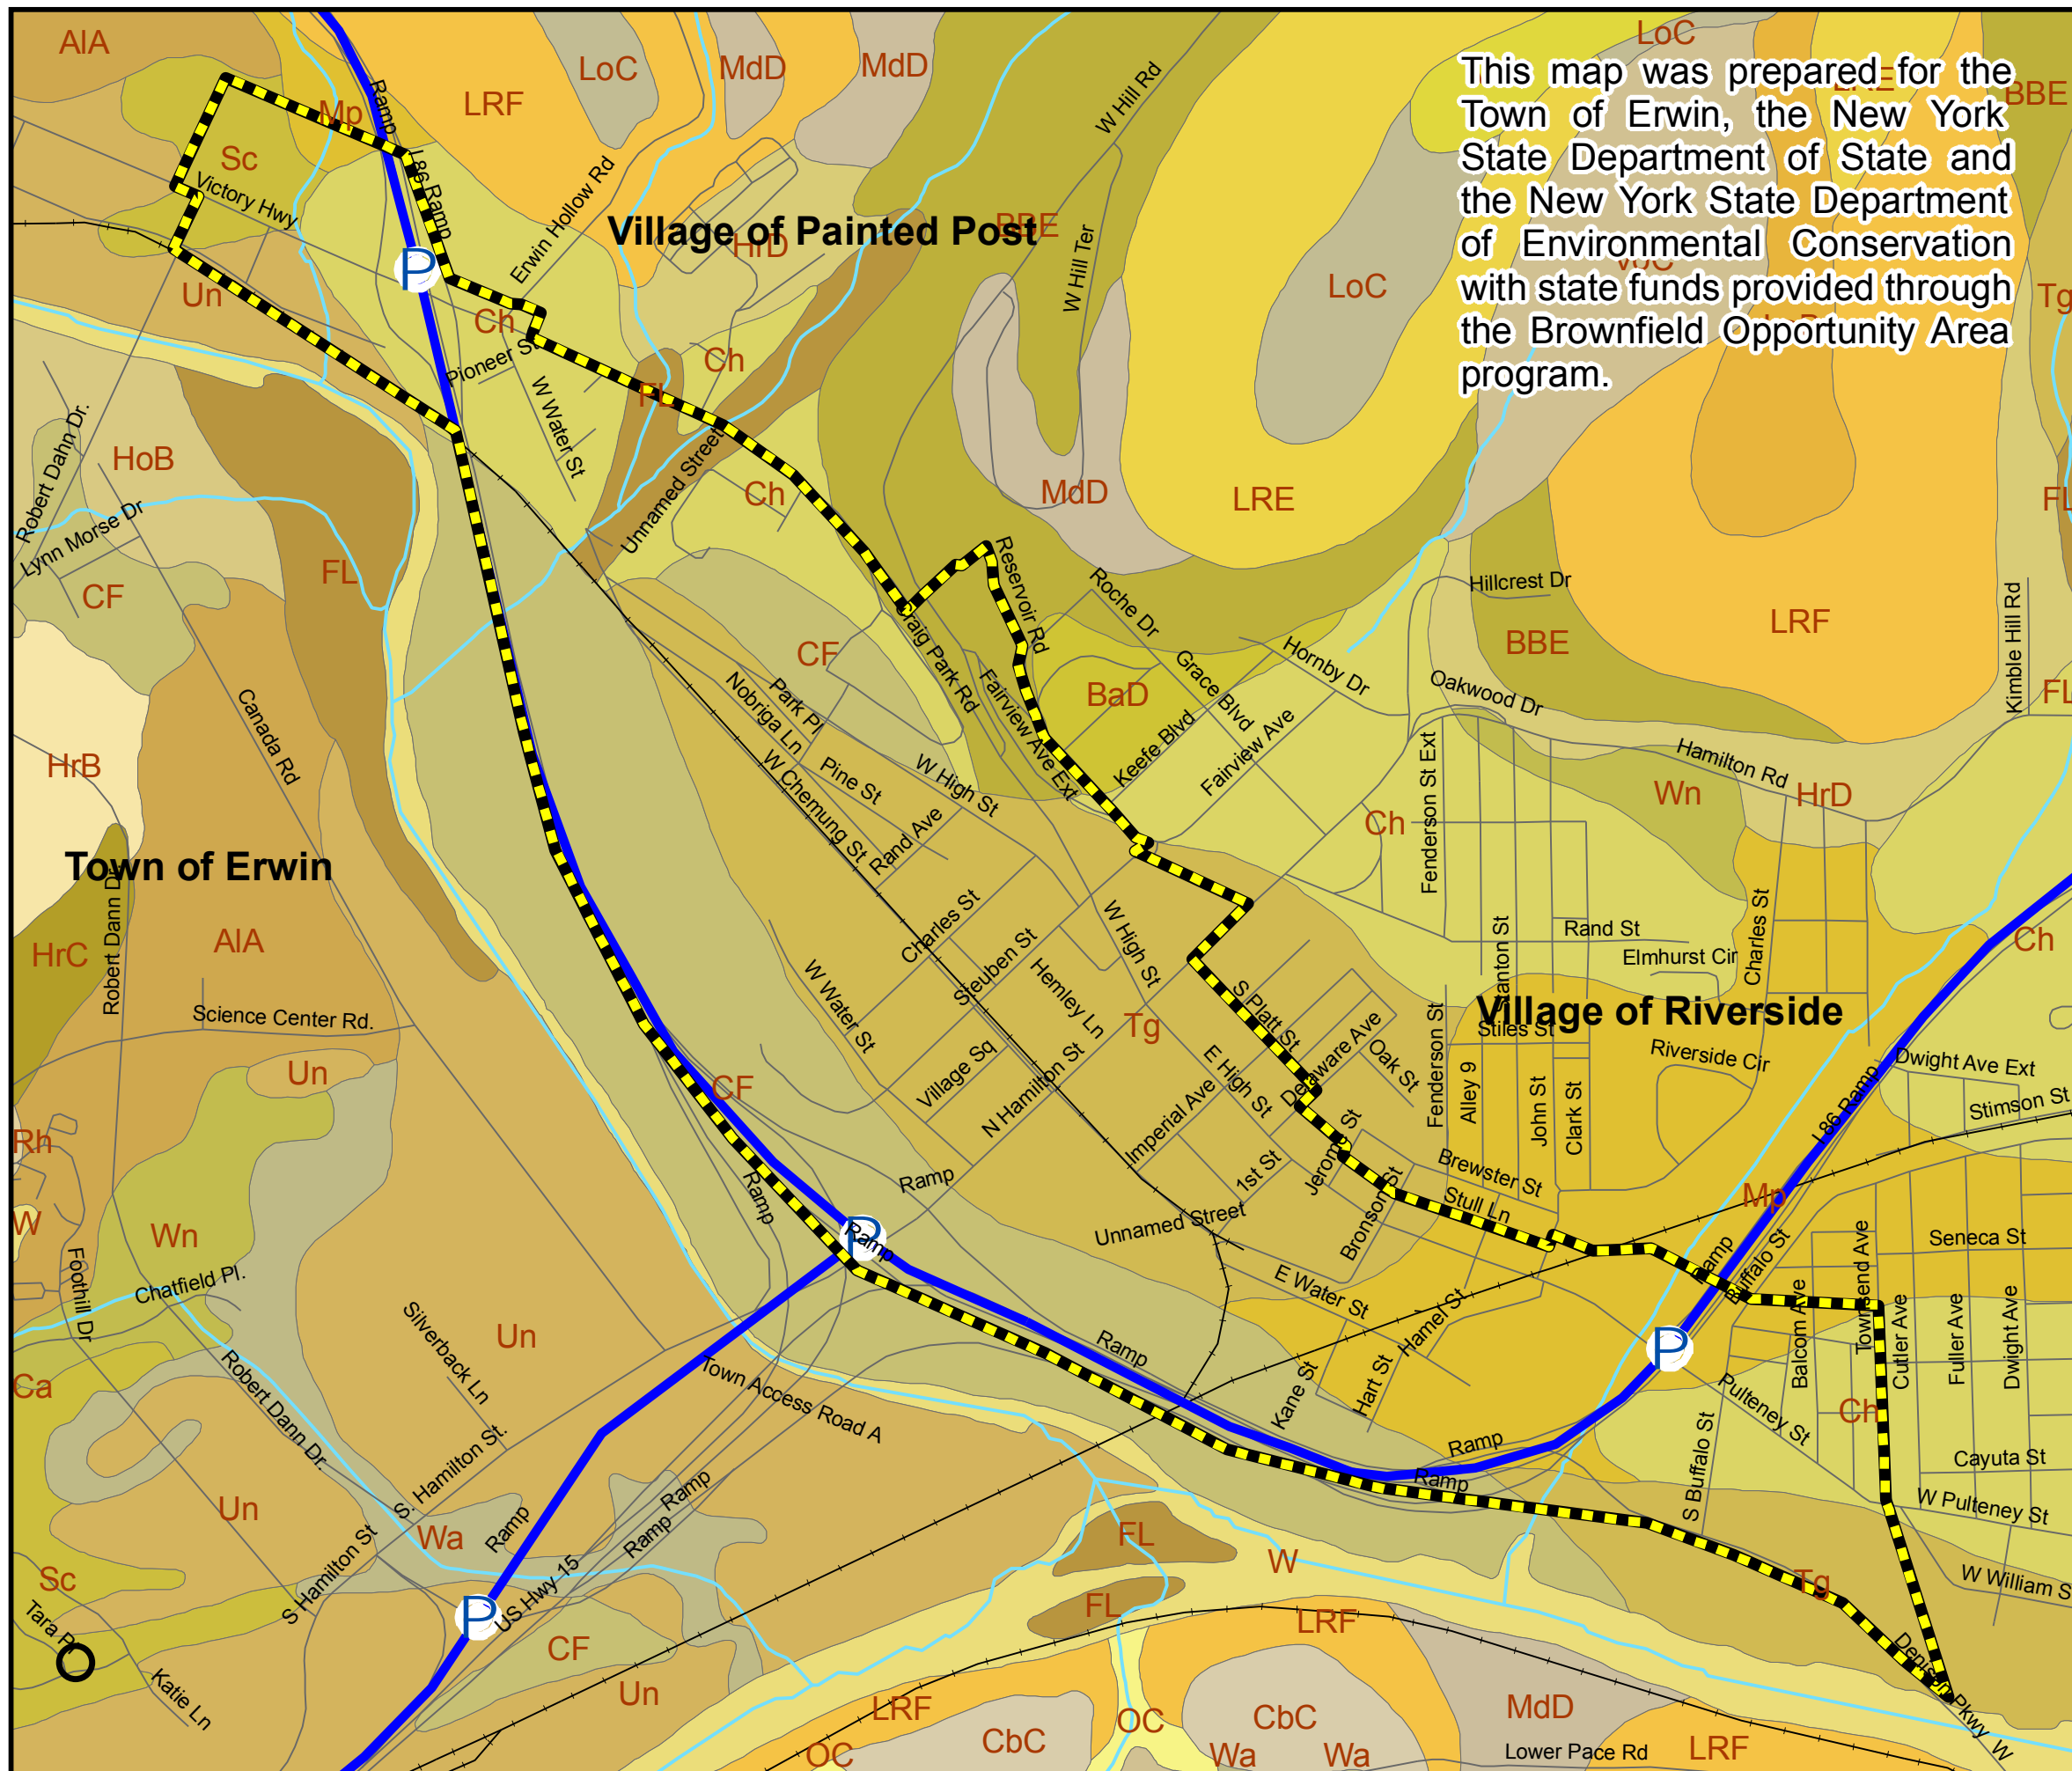 This map was prepared for the
Town of Erwin, the New York
State Department of State and
the New York State Department
of Environmental Conservation
with state funds provided through
the Brownfield Opportunity Area
program.
AlA
Mp
Ramp
LRF
LoC
MdD
MdD
W Hill Rd
LoC
LRE
BBE
Sc
Victory Hwy
I 86 Ramp
Erwin Hollow Rd
Village of Painted Post
BBE
HrD
W Hill Ter
LoC
VoC
Tg
P
Un
Ch
Pioneer St
Ch
FL
W Water St
Unnamed Street
Ch
MdD
LRE
FL
Robert Dahn Dr.
HoB
Lynn Morse Dr
CF
FL
Reservoir Rd
Roche Dr
Hillcrest Dr
BBE
LRF
Kimble Hill Rd
FL
CF
Craig Park Rd
Fairview Ave Ext
BaD
Grace Blvd
Hornby Dr
Oakwood Dr
Keefe Blvd
Fairview Ave
Nobriga Ln
Park Pl
W Chemung St
Pine St
Rand Ave
W High St
Canada Rd
HrB
Fenderson St Ext
Hamilton Rd
Wn
HrD
Ch
Town of Erwin
Robert Dann Dr.
HrC
AlA
Science Center Rd.
Un
Charles St
Steuben St
Hemley Ln
W High St
W Water St
Village Sq
N Hamilton St
Tg
S Platt St
E High St
Delaware Ave
Oak St
Imperial Ave
1st St
Jerome St
Bronson St
Rand St
Elmhurst Cir
Charles St
Ch
Stanton St
Village of Riverside
Stiles St
Fenderson St
Alley 9
John St
Clark St
Riverside Cir
I 86 Ramp
Dwight Ave Ext
Stimson St
Brewster St
Stull Ln
Mp
CF
Ramp
Ramp
P
Ramp
Unnamed Street
E Water St
Hamel St
Hart St
Kane St
Ramp
Ramp
Ramp
Ramp
Buffalo St
P
Balcom Ave
Townsend Ave
Cutler Ave
Fuller Ave
Dwight Ave
Seneca St
Pulteney St
S Buffalo St
Ch
Cayuta St
W Pulteney St
W William S
Tg
Denison Pkwy W
Rh
W
Wn
Foothill Dr
Chatfield Pl.
Silverback Ln
Un
Ca
Robert Dann Dr.
Town Access Road A
S. Hamilton St.
Un
Wa
Ramp
Ramp
Ramp
S Hamilton St
US Hwy 15
P
Sc
Tara Pl
Katie Ln
CF
Un
FL
FL
W
LRF
LRF
OC
CbC
OC
CbC
Wa
Wa
MdD
Lower Pace Rd
LRF